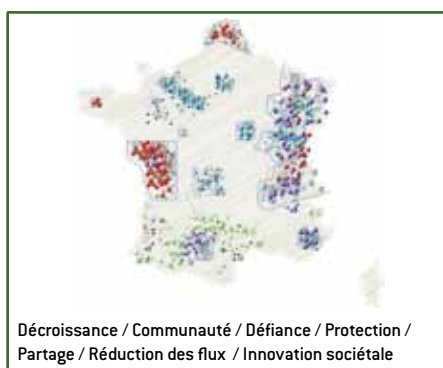 Décroissance / Communauté / Défiance / Protection /
Partage / Réduction des flux / Innovation sociétale